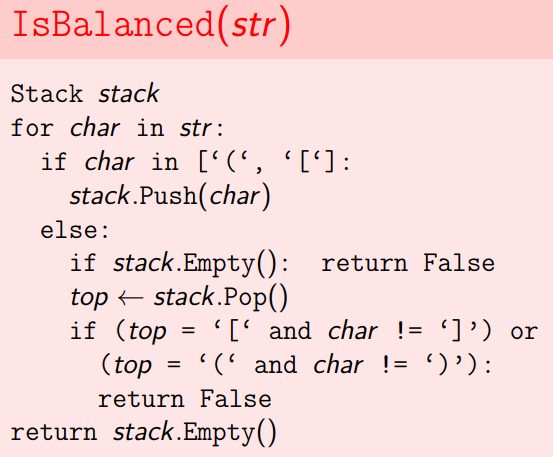 IsBalanced(str)
Stack stack
for char in str:
if char in [‘(‘, ‘[‘]:
stack.Push(char)
else:
if stack.Empty(): return False
top ← stack.Pop()
if (top = ‘[‘ and char != ‘]’) or
(top = ‘(‘ and char != ‘)’):
return False
return stack.Empty()